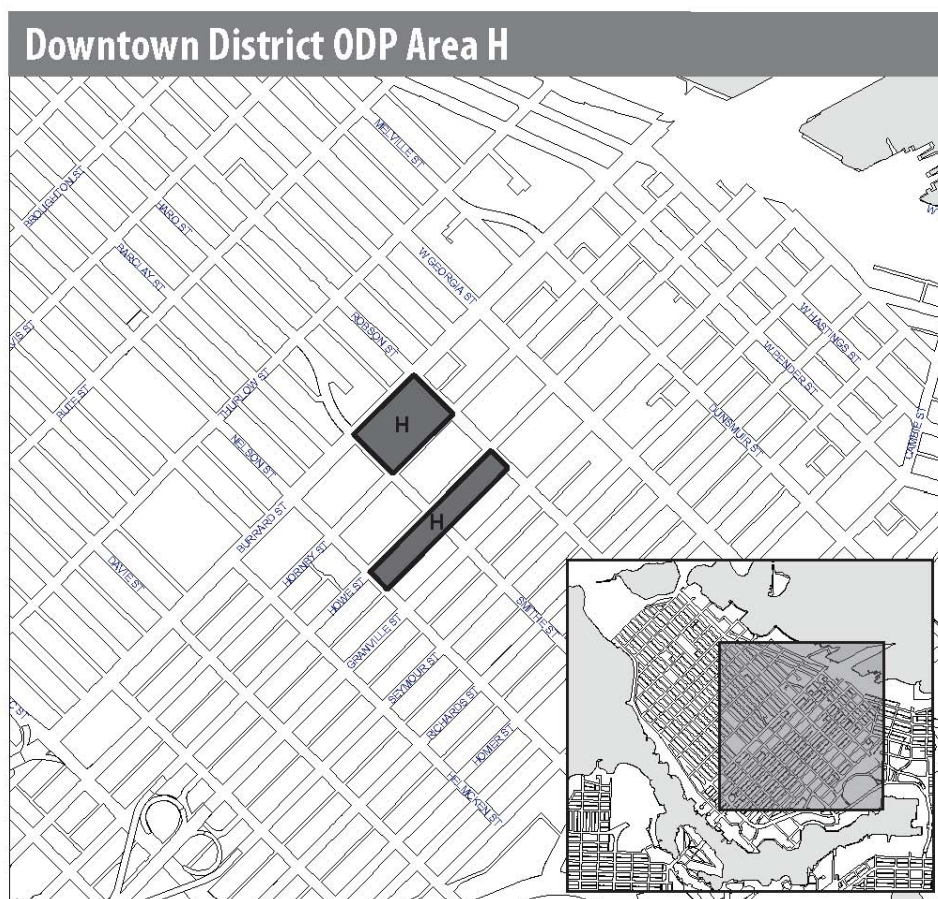 Downtown District ODP Area H
MELVILLE ST
BROUGHTON ST
HARO ST
BARCLAY ST
W GEORGIA ST
W HASTINGS ST
ROBSON ST
W PENDER ST
THURLOW ST
BUTE ST
DUNSMUIR ST
CAMBIE ST
H
NELSON ST
H
BURRARD ST
DAVIE ST
HORNBY ST
HOWE ST
SMITHE ST
GRANVILLE ST
SEYMOUR ST
RICHARDS ST
HOMER ST
HELMCKEN ST